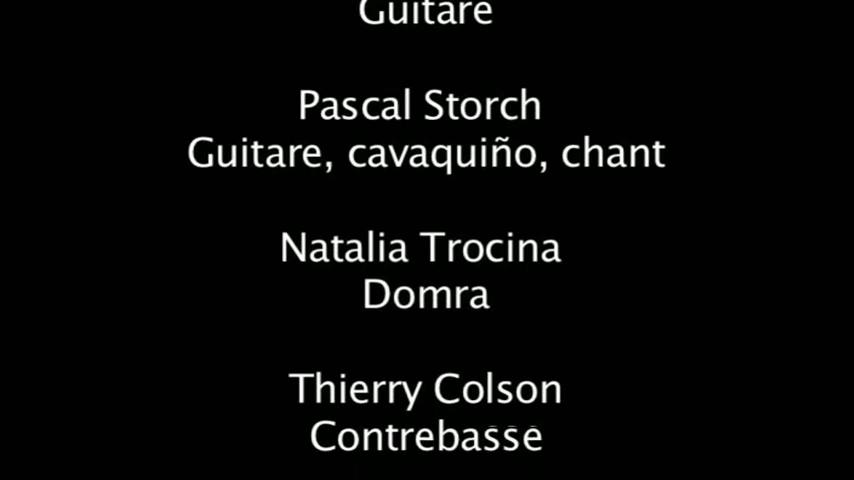 Guitare
Pascal Storch
Guitare, cavaquiño, chant
Natalia Trocina
Domra
Thierry Colson
Contrebasse